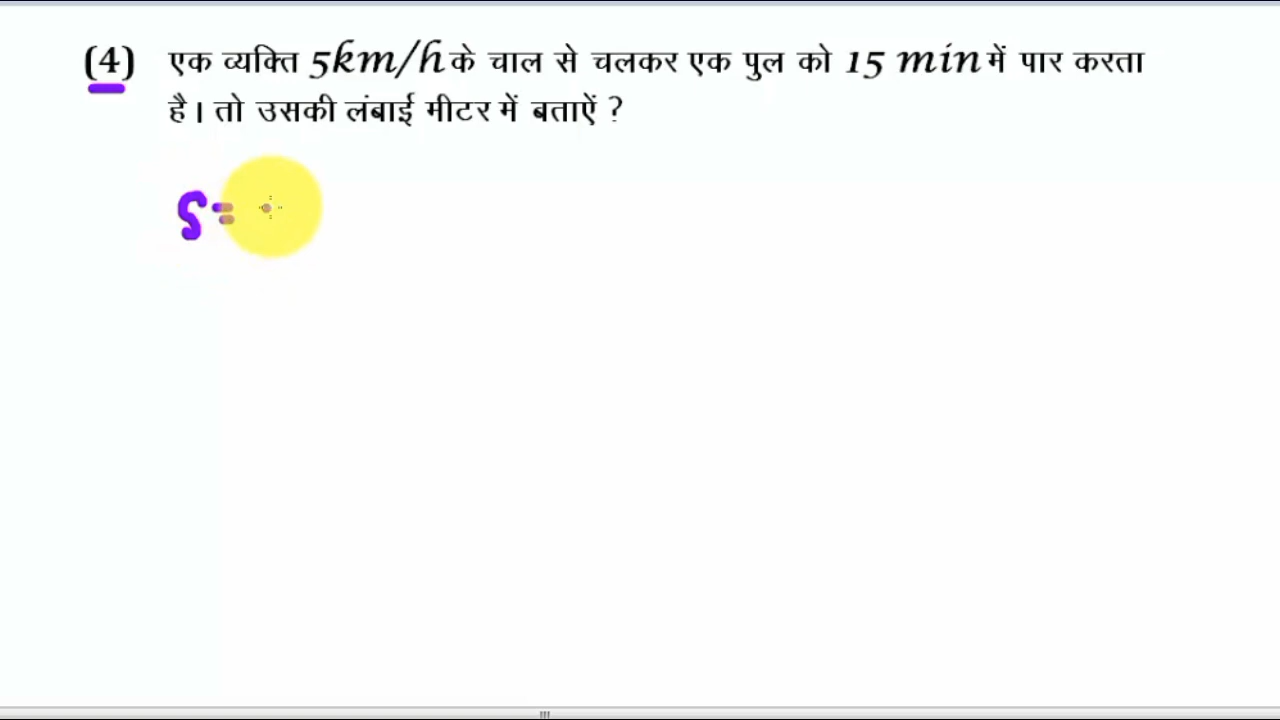 (4) एक व्यक्ति 5km/h के चाल से चलकर एक पुल को 15 min में पार करता
है। तो उसकी लंबाई मीटर में बताऐं ?
S=